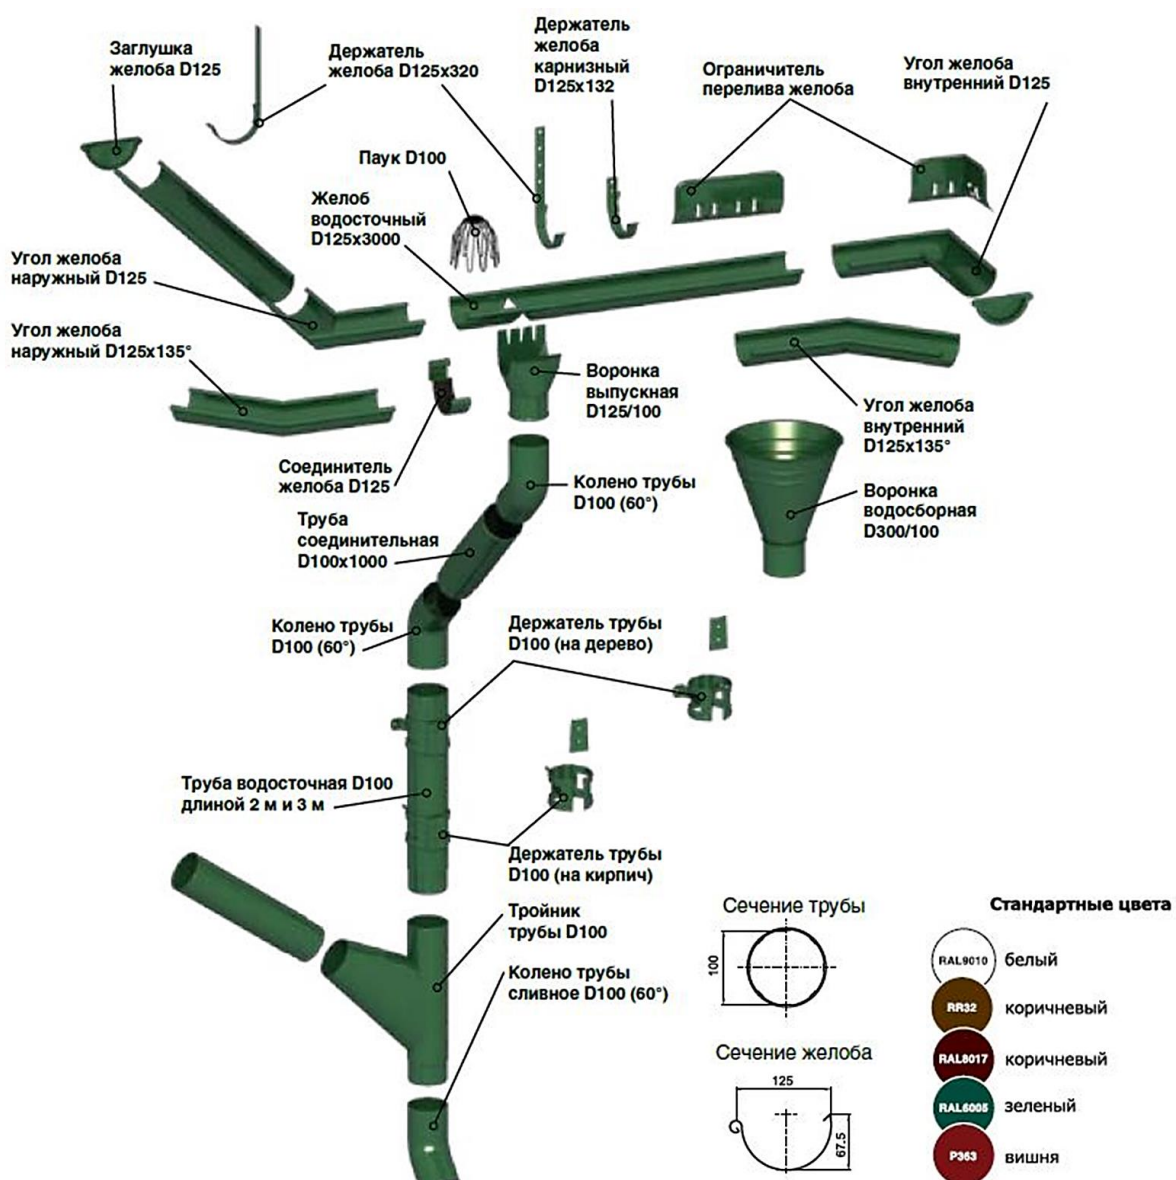 Заглушка
желоба D125
Держатель
желоба D125x320
Держатель
желоба
карнизный
D125x132
Ограничитель
перелива желоба
Угол желоба
внутренний D125
Паук D100
Желоб
водосточный
D125x3000
Угол желоба
наружный D125
Угол желоба
наружный D125x135°
Воронка
выпускная
D125/100
Угол желоба
внутренний
D125x135°
Соединитель
желоба D125
Колено трубы
D100 (60°)
Воронка
водосборная
D300/100
Труба
соединительная
D100x1000
Колено трубы
D100 (60°)
Держатель трубы
D100 (на дерево)
Труба водосточная D100
длиной 2 м и 3 м
Держатель трубы
D100 (на кирпич)
Тройник
трубы D100
Колено трубы
сливное D100 (60°)
Сечение трубы
100
Сечение желоба
125
67.5
Стандартные цвета
RAL9010 белый
RR32 коричневый
RAL8017 коричневый
RAL6005 зеленый
P363 вишня